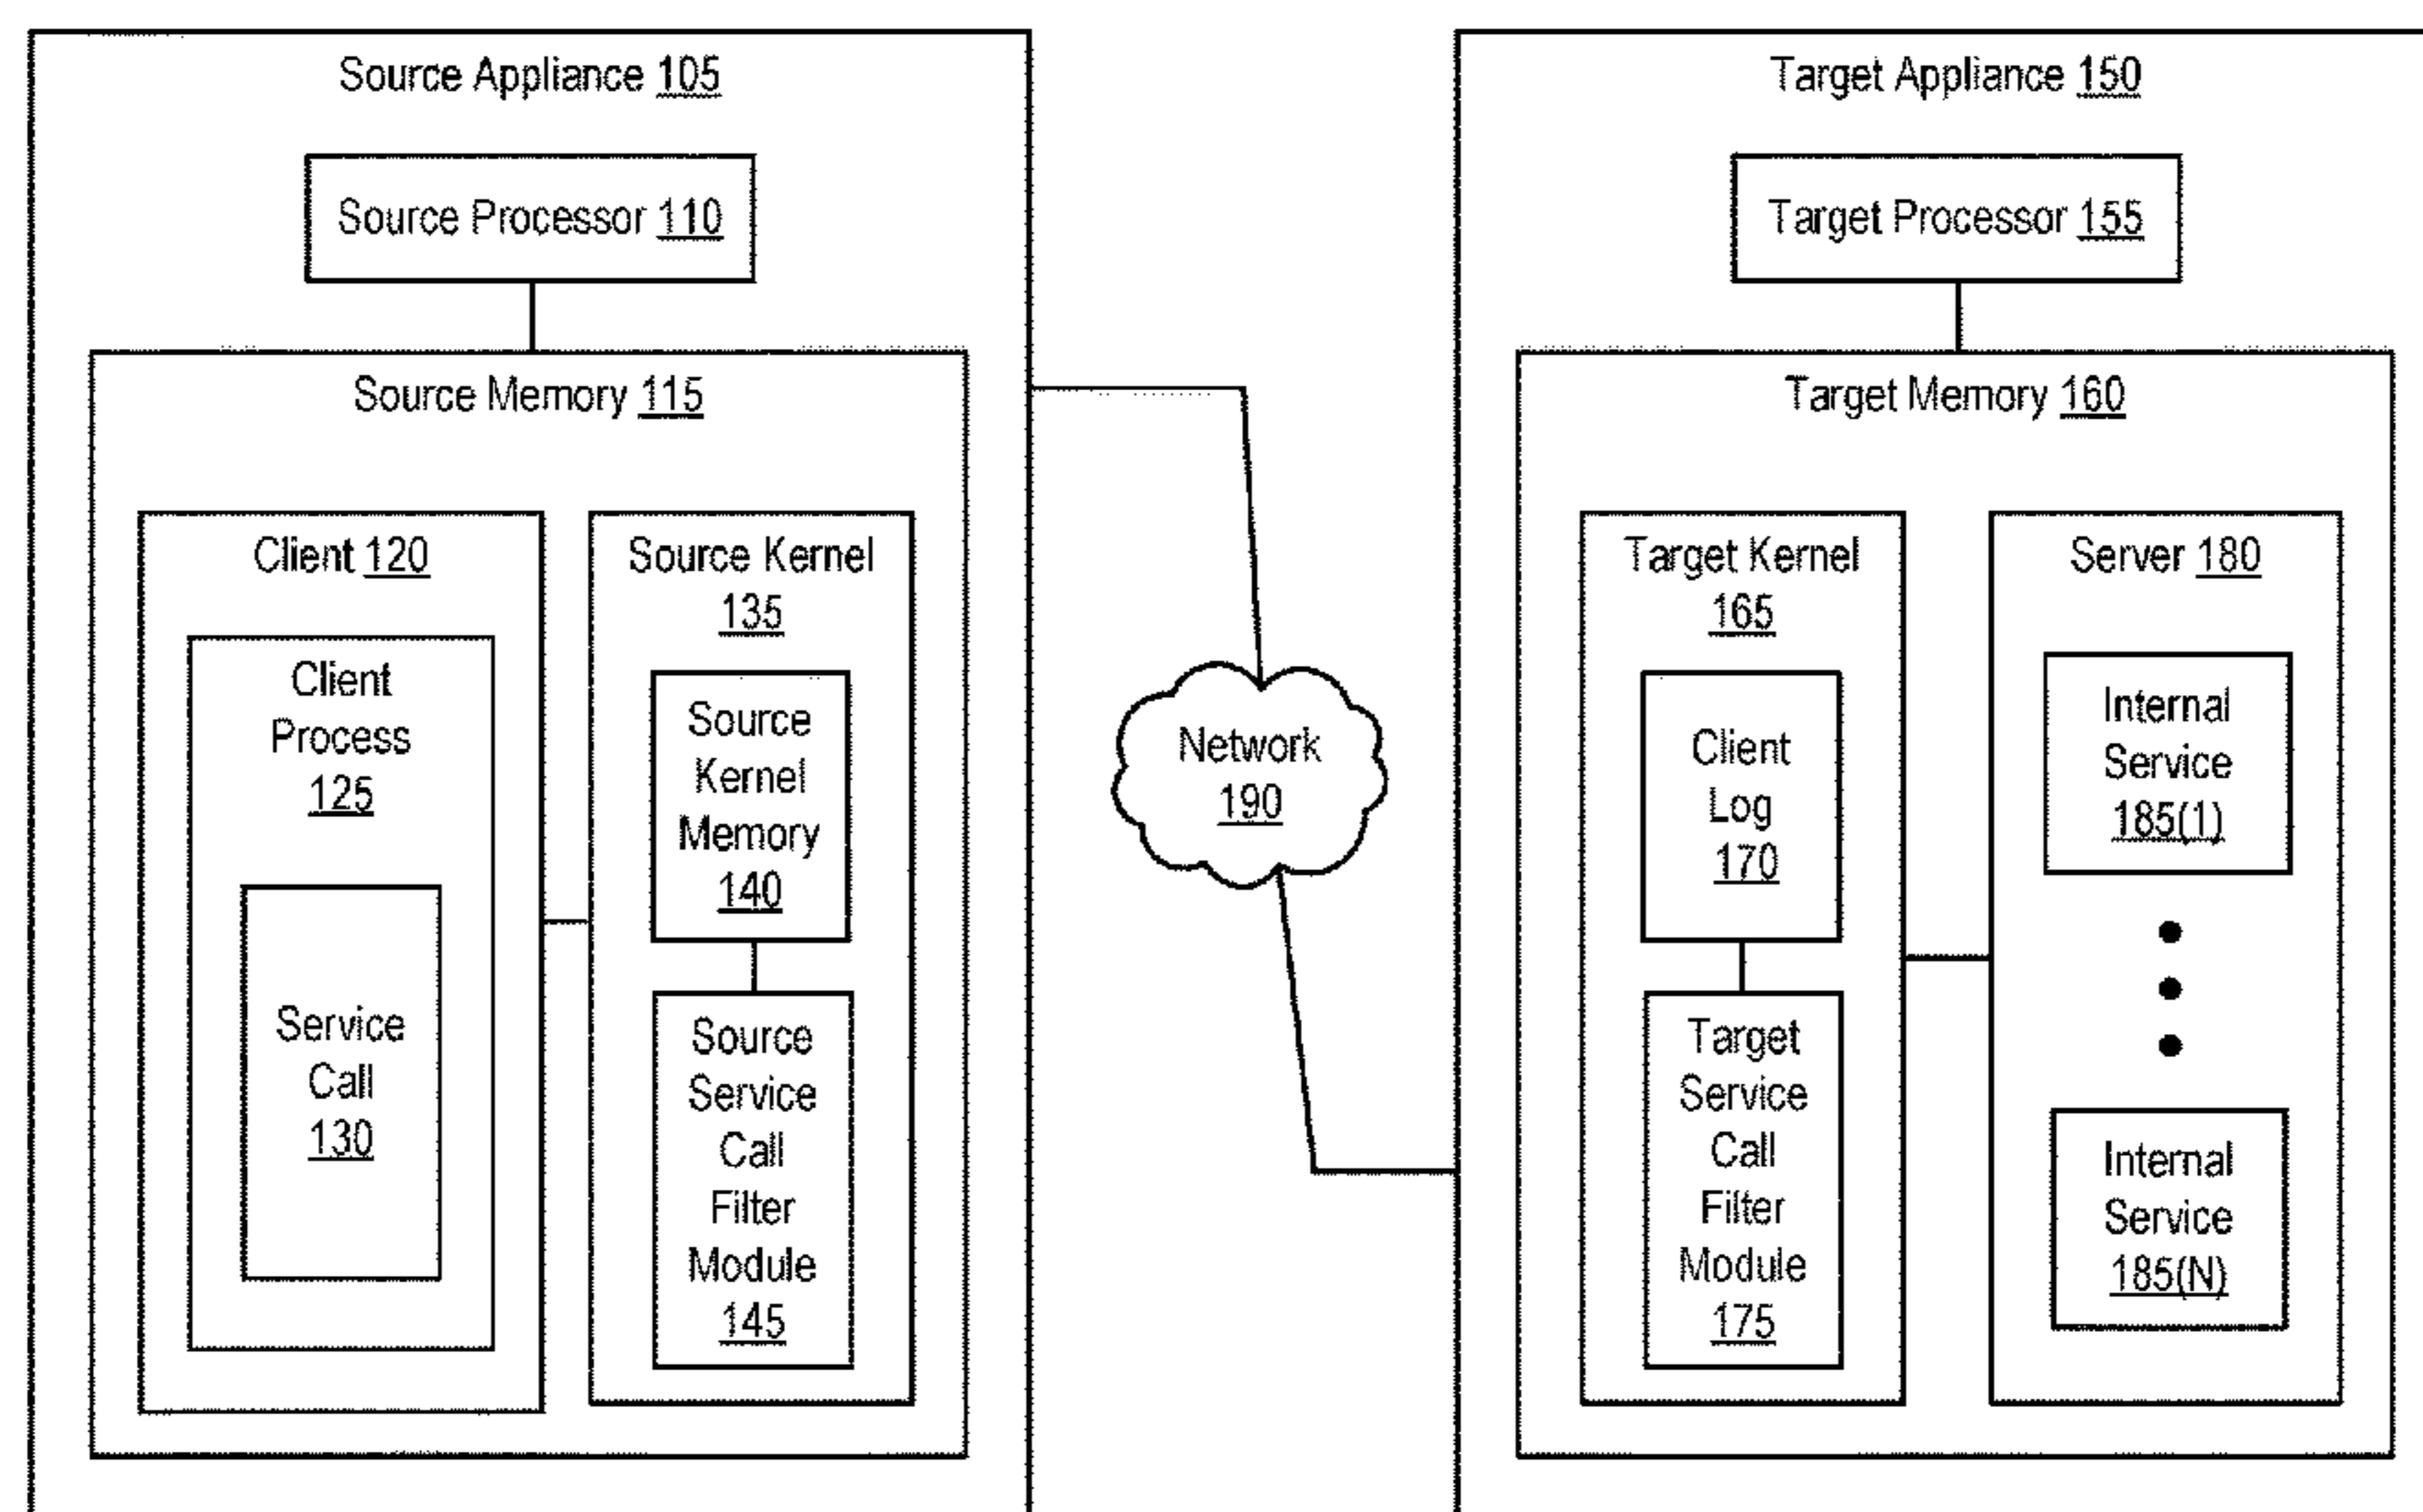 Source Appliance 105
Source Processor 110
Source Memory 115
Client 120
Client
Process
125
Service
Call
130
Source Kernel
135
Source
Kernel
Memory
140
Source
Service
Call
Filter
Module
145
Network
190
Target Appliance 150
Target Processor 155
Target Memory 160
Target Kernel
165
Client
Log
170
Target
Service
Call
Filter
Module
175
Server 180
Internal
Service
185(1)
Internal
Service
185(N)